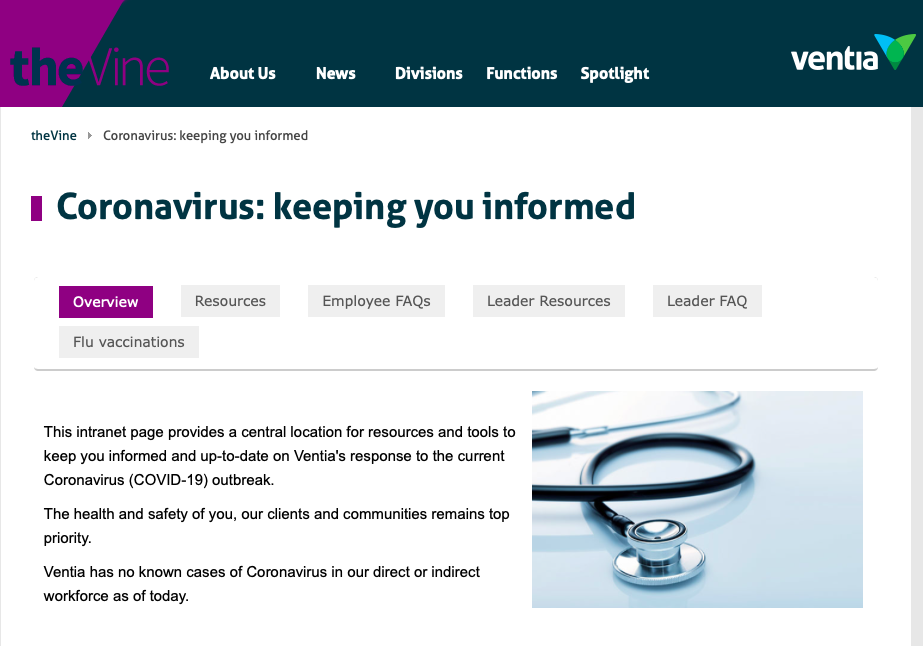 theVine
About Us
News
Divisions
Functions
Spotlight
ventia
theVine
Coronavirus: keeping you informed
Coronavirus: keeping you informed
Overview
Resources
Employee FAQs
Leader Resources
Leader FAQ
Flu vaccinations
This intranet page provides a central location for resources and tools to
keep you informed and up-to-date on Ventia's response to the current
Coronavirus (COVID-19) outbreak.
The health and safety of you, our clients and communities remains top
priority.
Ventia has no known cases of Coronavirus in our direct or indirect
workforce as of today.